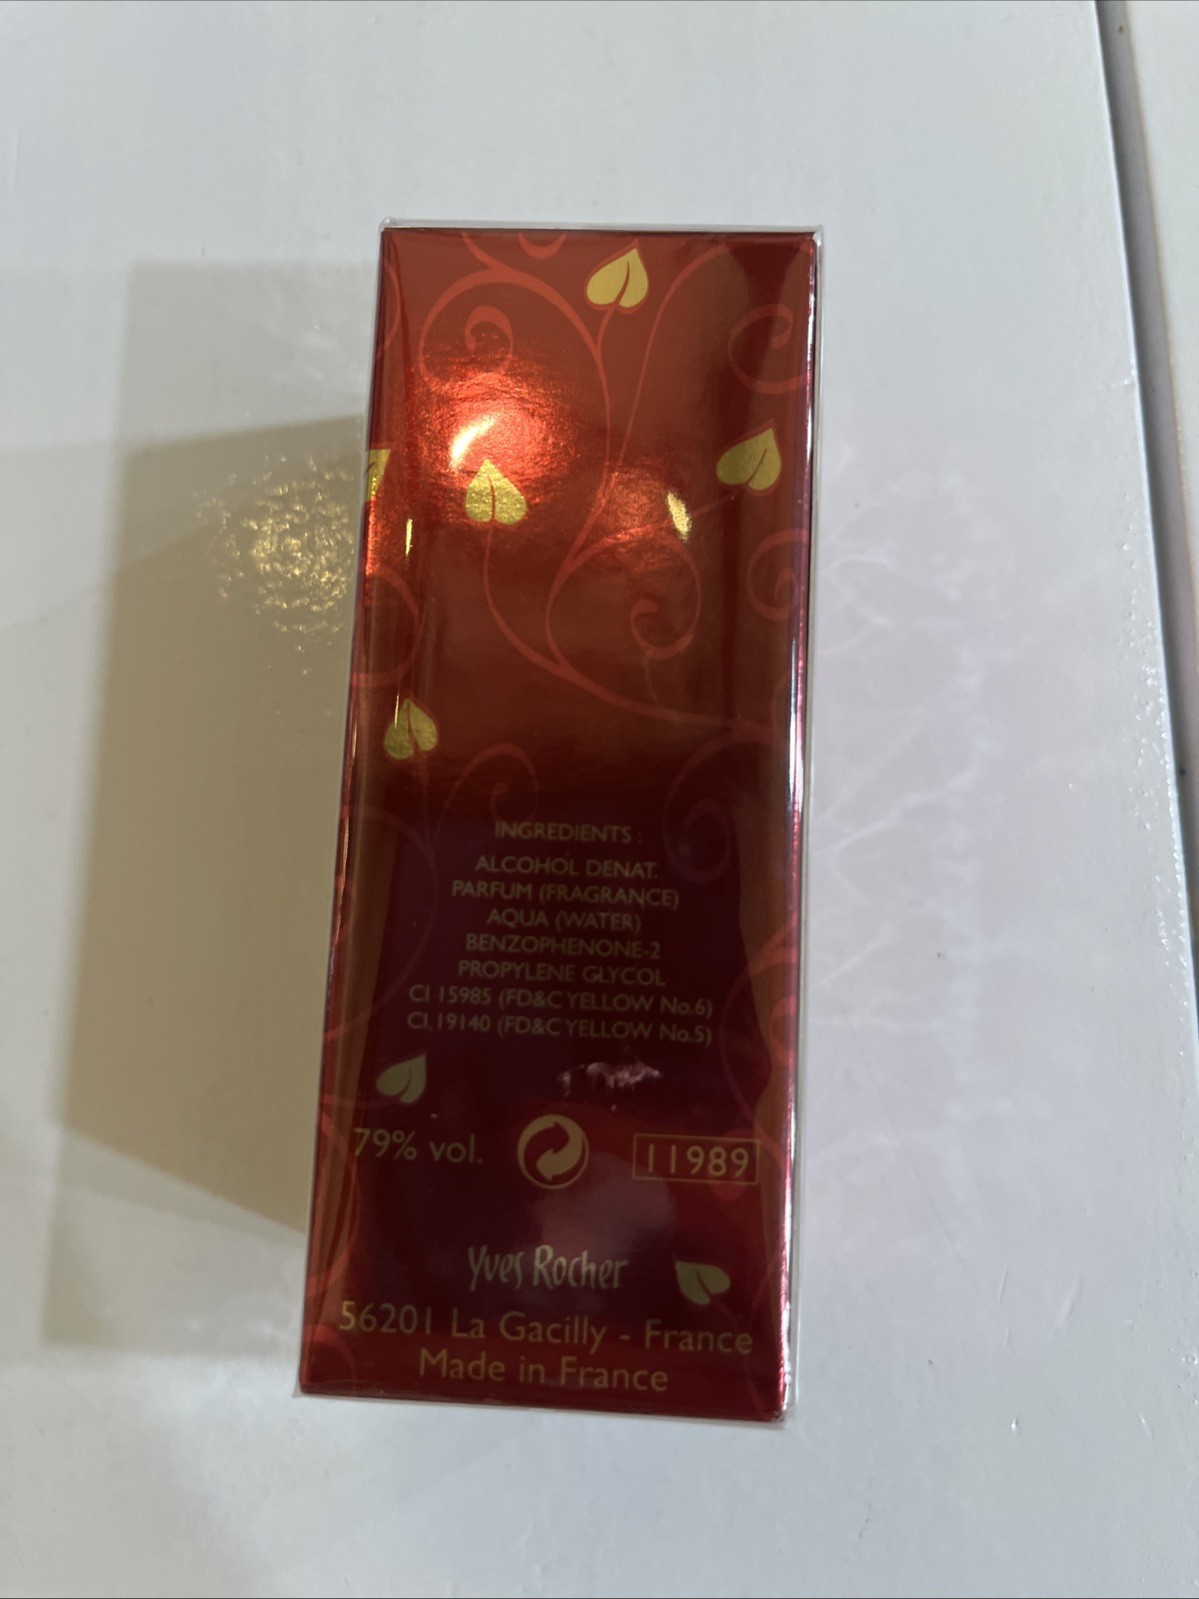 INGREDIENTS :
ALCOHOL DENAT.
PARFUM (FRAGRANCE)
AQUA (WATER)
BENZOPHENONE-2
PROPYLENE GLYCOL
CI 15985 (FD&C YELLOW No.6)
CI 19140 (FD&C YELLOW No.5)
79% vol.
11989
Yves Rocher
56201 La Gacilly - France
Made in France